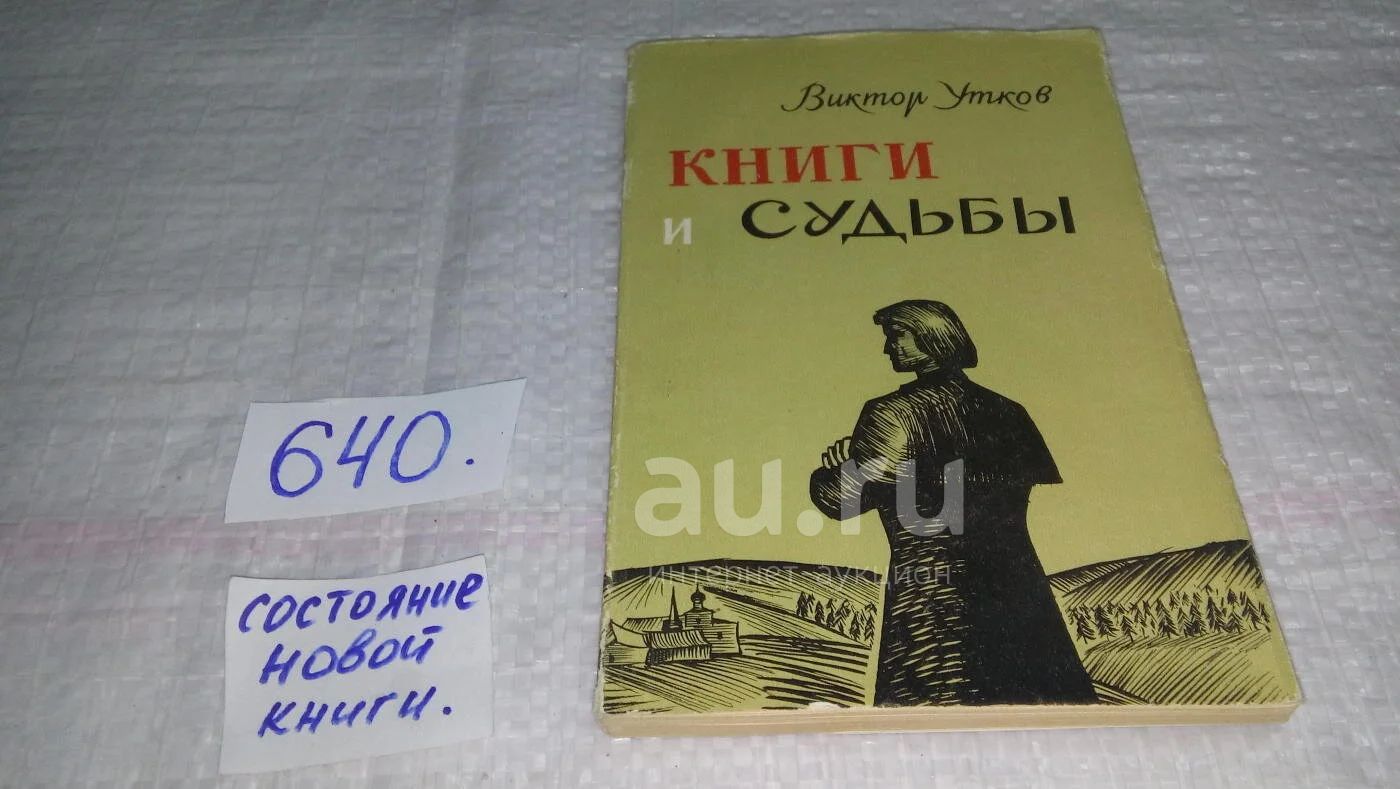 Виктор Утков
КНИГИ
и СУДЬБЫ
640.
состояние
новой
книги.
au.ru
интернет аукцион